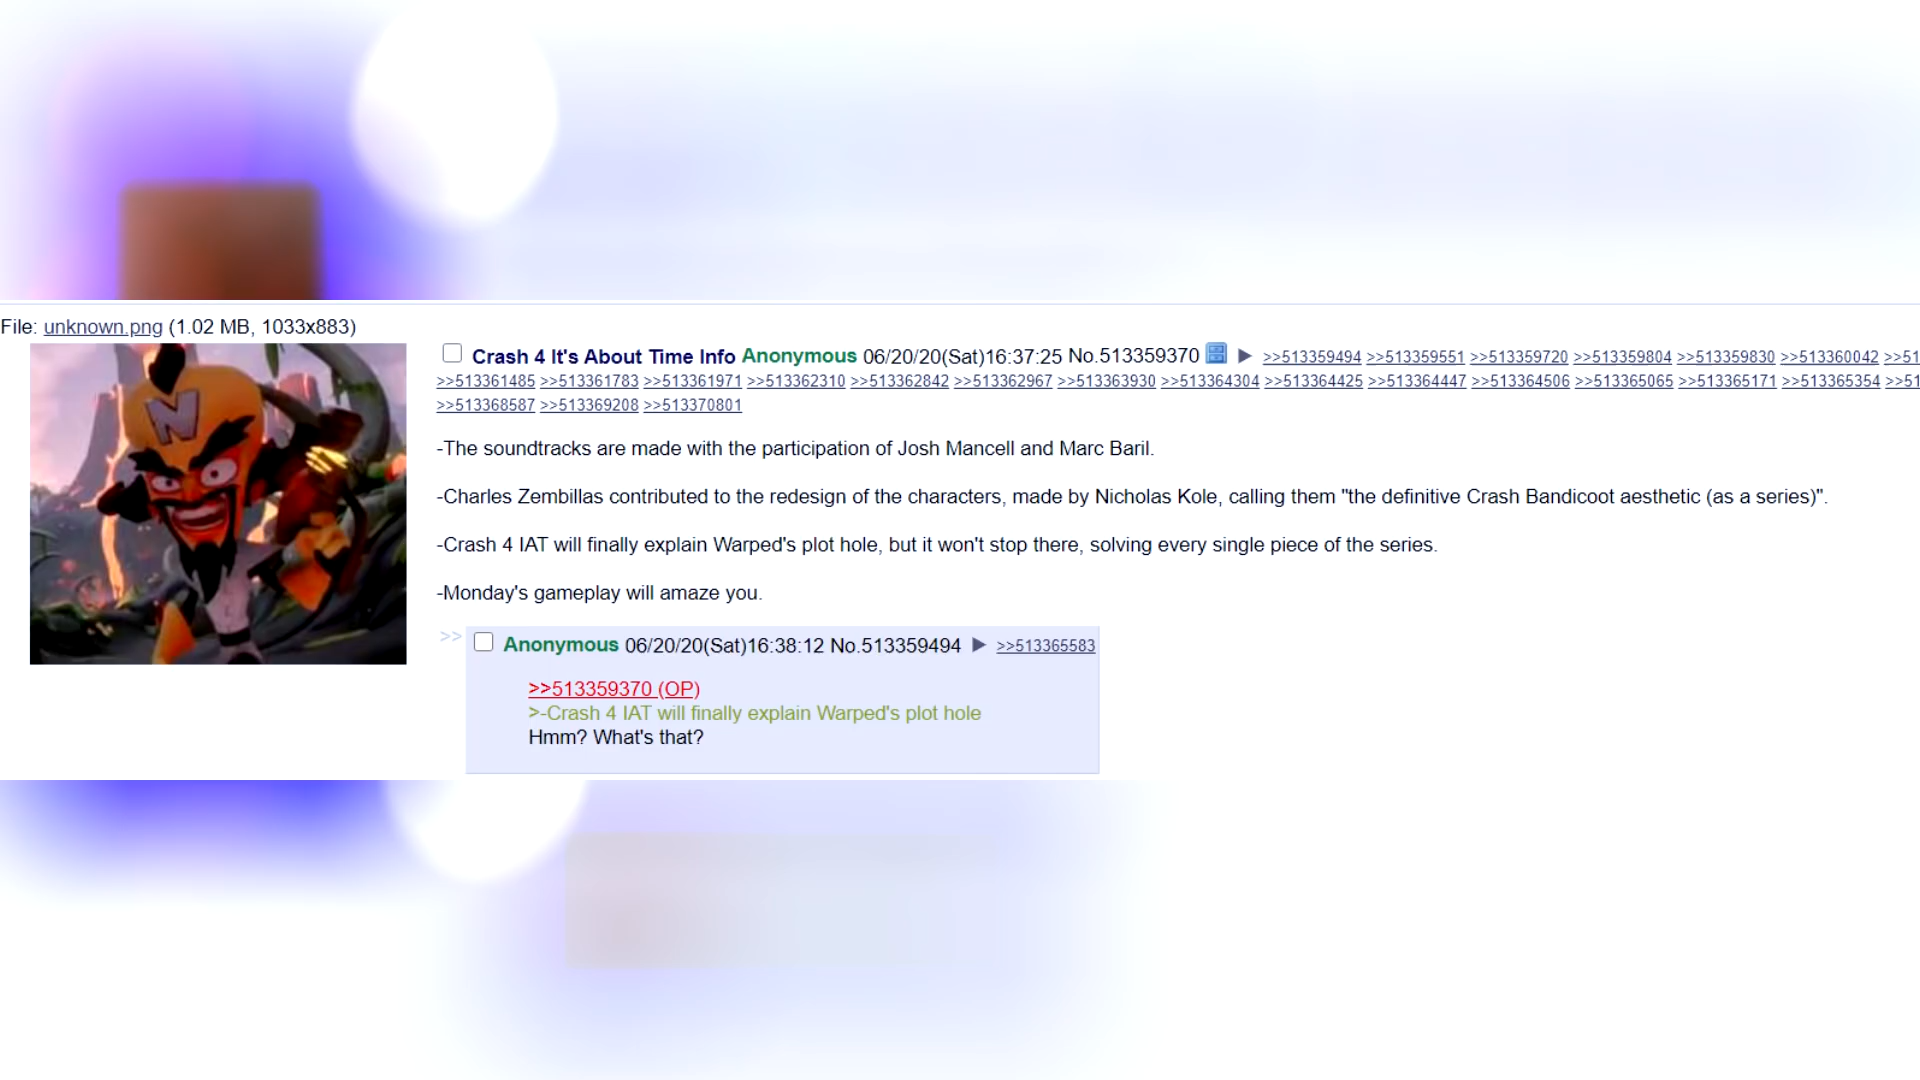 File: unknown.png (1.02 MB, 1033x883)
N
Crash 4 It's About Time Info Anonymous 06/20/20(Sat)16:37:25 No.513359370 ▶ >>513359494 >>513359551 >>513359720 >>513359804 >>513359830 >>513360042 >>51
>>513361485 >>513361783 >>513361971 >>513362310 >>513362842 >>513362967 >>513363930 >>513364304 >>513364425 >>513364447 >>513364506 >>513365065 >>513365171 >>513365354 >>51
>>513368587 >>513369208 >>513370801
-The soundtracks are made with the participation of Josh Mancell and Marc Baril.
-Charles Zembillas contributed to the redesign of the characters, made by Nicholas Kole, calling them "the definitive Crash Bandicoot aesthetic (as a series)".
-Crash 4 IAT will finally explain Warped's plot hole, but it won't stop there, solving every single piece of the series.
-Monday's gameplay will amaze you.
>> Anonymous 06/20/20(Sat)16:38:12 No.513359494 ▶ >>513365583
>>513359370 (OP)
>-Crash 4 IAT will finally explain Warped's plot hole
Hmm? What's that?